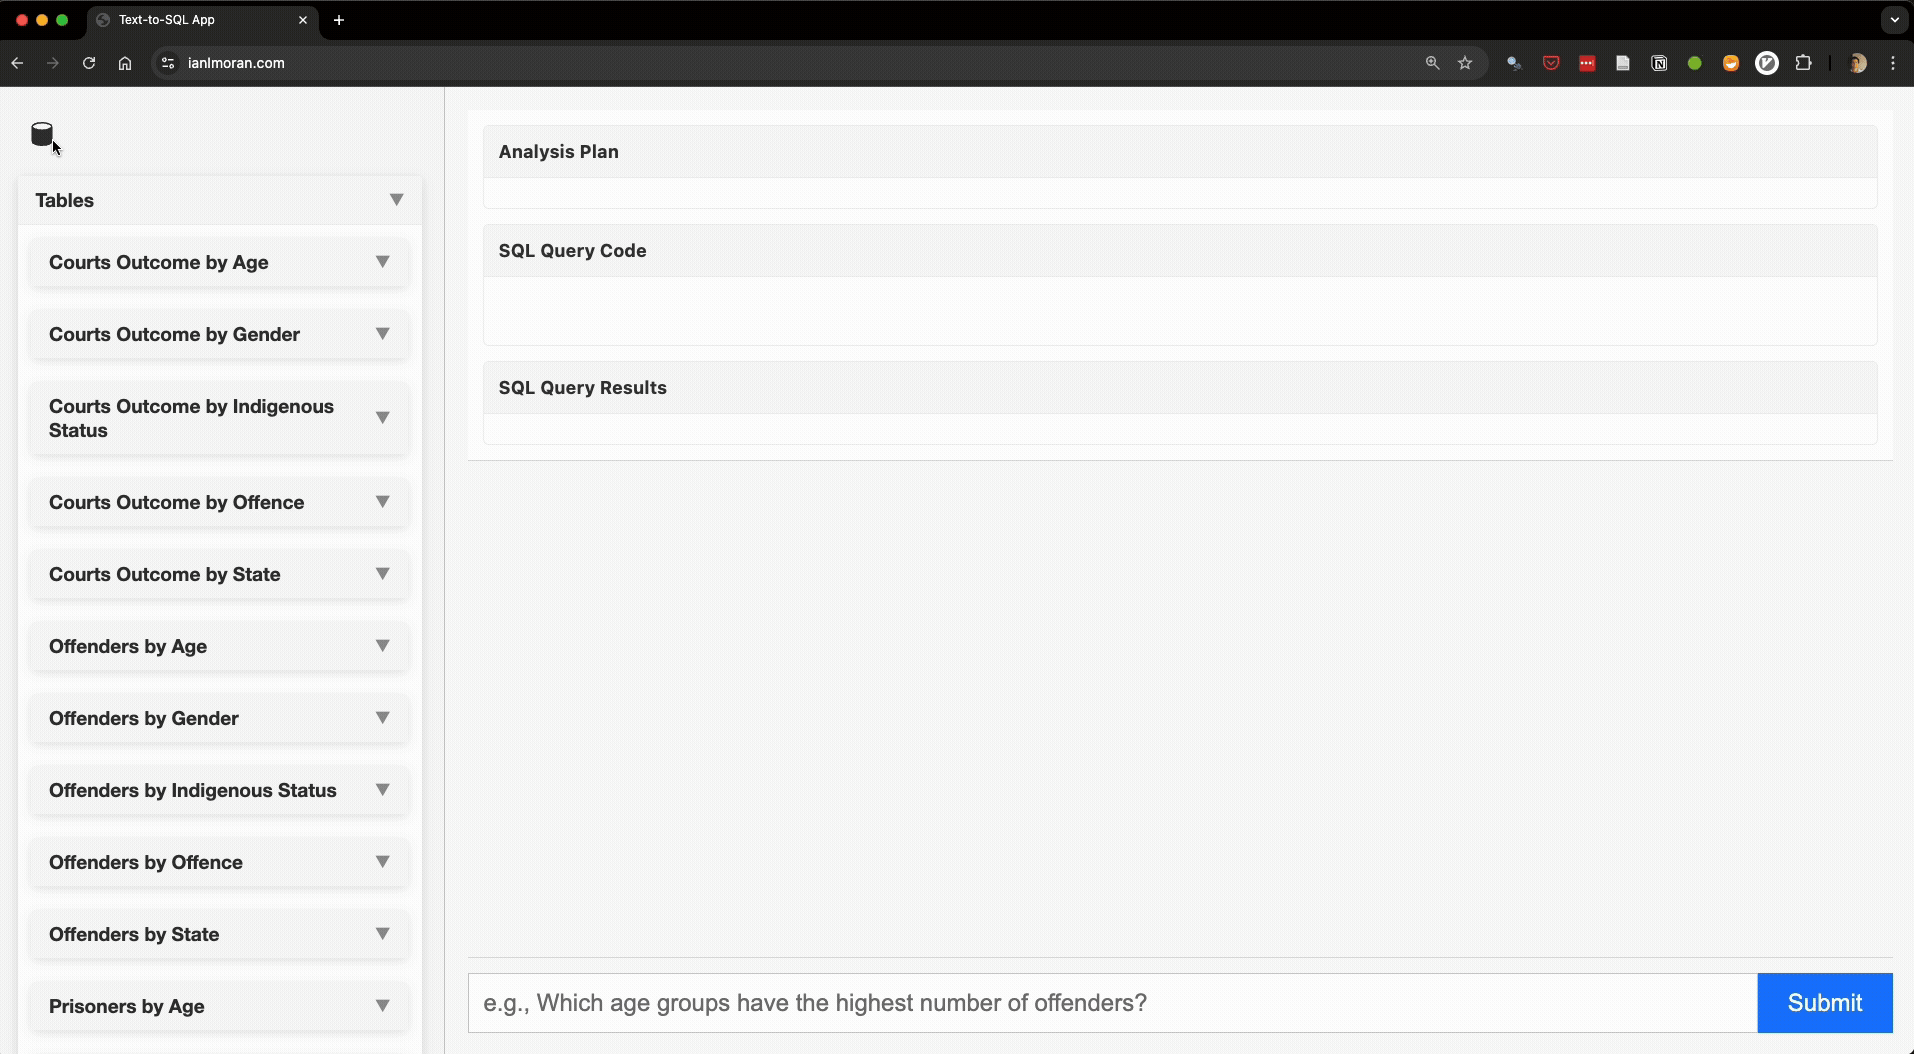 Text-to-SQL App
ianlmoran.com
Tables
Courts Outcome by Age
Courts Outcome by Gender
Courts Outcome by Indigenous
Status
Courts Outcome by Offence
Courts Outcome by State
Offenders by Age
Offenders by Gender
Offenders by Indigenous Status
Offenders by Offence
Offenders by State
Prisoners by Age
Analysis Plan
SQL Query Code
SQL Query Results
e.g., Which age groups have the highest number of offenders?
Submit